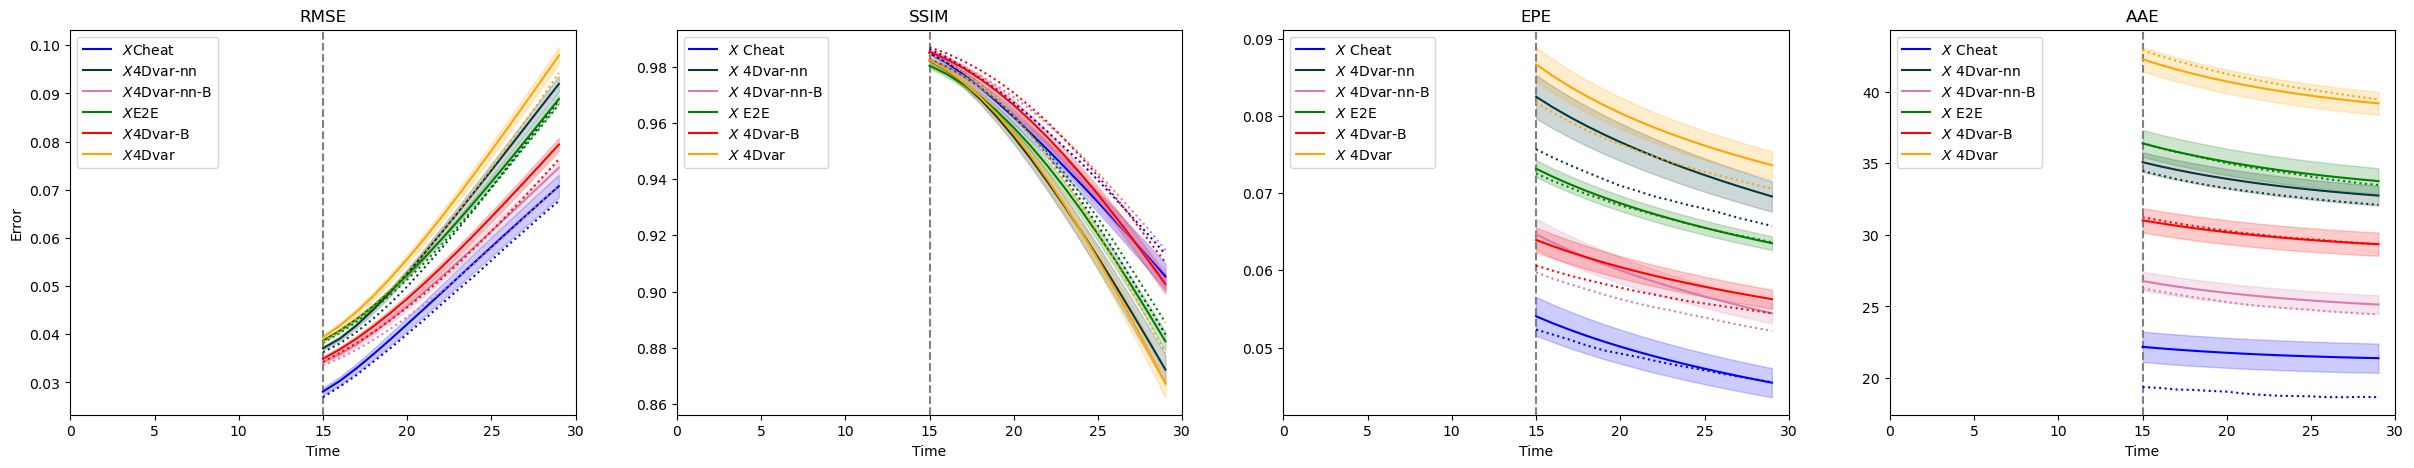 RMSE
0.10
0.09
0.08
0.07
0.06
0.05
0.04
0.03
Error
XCheat
X4Dvar-nn
X4Dvar-nn-B
XE2E
X4Dvar-B
X4Dvar
0 5 10 15 20 25 30
Time
SSIM
0.98
0.96
0.94
0.92
0.90
0.88
0.86
X Cheat
X 4Dvar-nn
X 4Dvar-nn-B
X E2E
X 4Dvar-B
X 4Dvar
0 5 10 15 20 25 30
Time
EPE
0.09
0.08
0.07
0.06
0.05
X Cheat
X 4Dvar-nn
X 4Dvar-nn-B
X E2E
X 4Dvar-B
X 4Dvar
0 5 10 15 20 25 30
Time
AAE
40
35
30
25
20
X Cheat
X 4Dvar-nn
X 4Dvar-nn-B
X E2E
X 4Dvar-B
X 4Dvar
0 5 10 15 20 25 30
Time